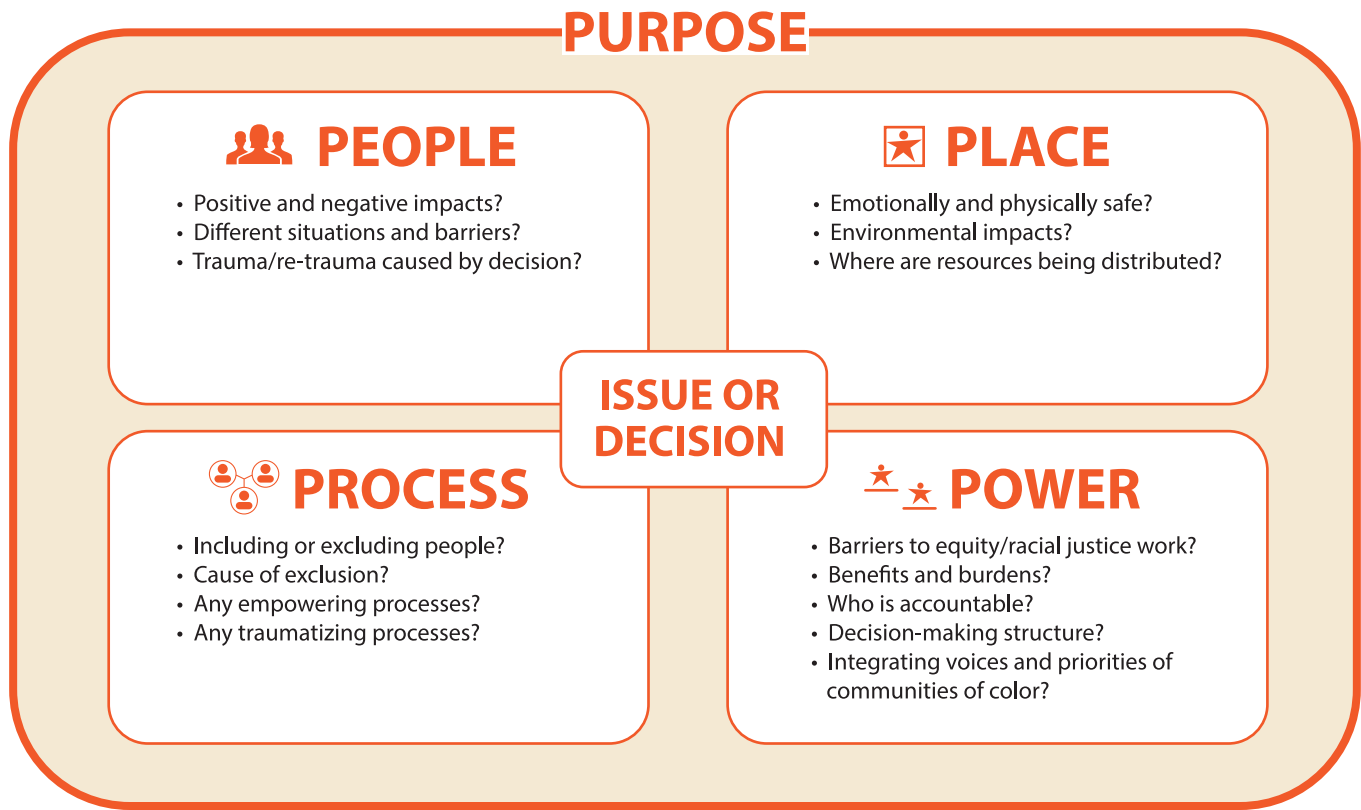 PURPOSE
PEOPLE
• Positive and negative impacts?
• Different situations and barriers?
• Trauma/re-trauma caused by decision?
PLACE
• Emotionally and physically safe?
• Environmental impacts?
• Where are resources being distributed?
ISSUE OR
DECISION
PROCESS
• Including or excluding people?
• Cause of exclusion?
• Any empowering processes?
• Any traumatizing processes?
POWER
• Barriers to equity/racial justice work?
• Benefits and burdens?
• Who is accountable?
• Decision-making structure?
• Integrating voices and priorities of
communities of color?